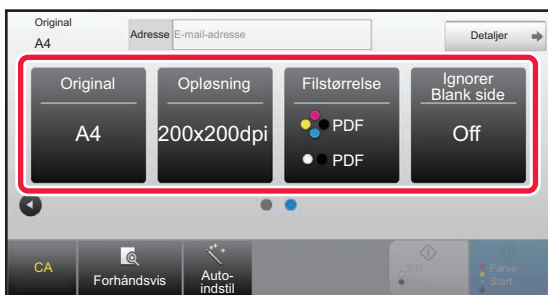 Original
A4
Adresse E-mail-adresse
Detaljer
Original
A4
Opløsning
200x200dpi
Filstørrelse
PDF
PDF
Ignorer
Blank side
Off
CA
Forhåndsvis
Auto-
indstil
S/H
Start
Farve
Start